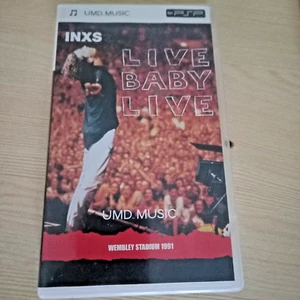 UMD. MUSIC
PSP
INXS
LIVE
BABY
LIVE
UMD. MUSIC
WEMBLEY STADIUM 1991